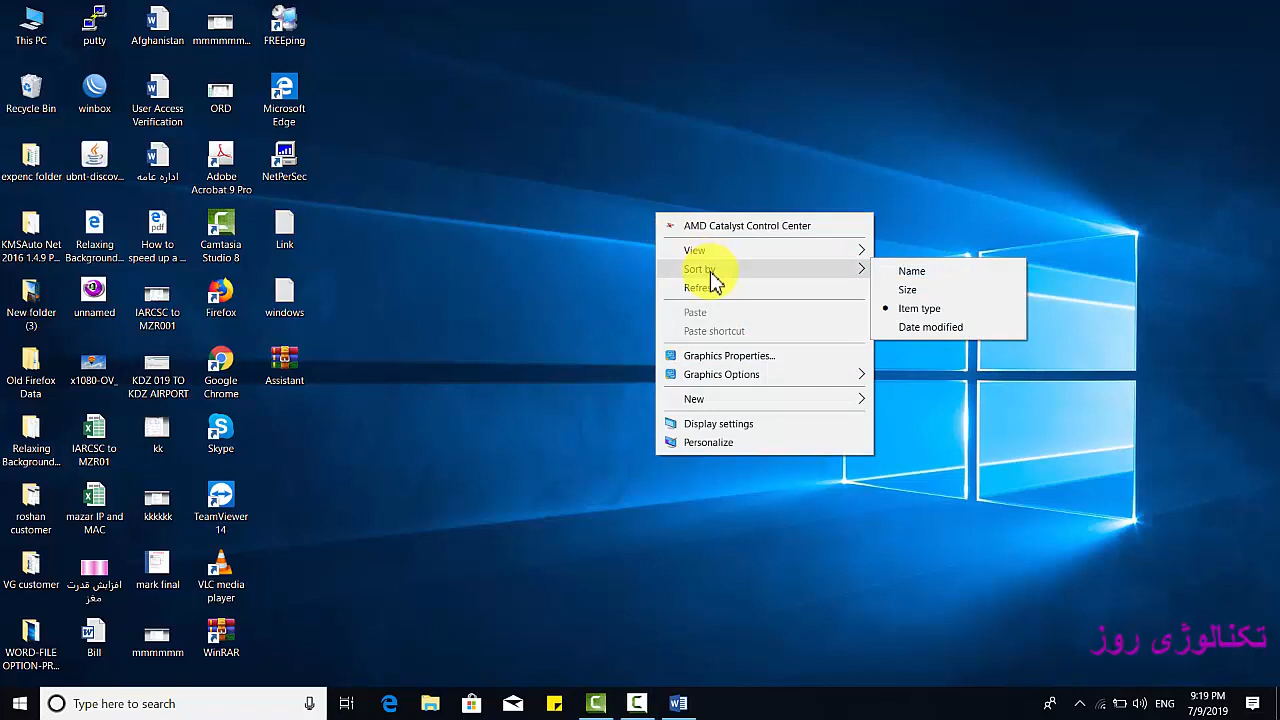 This PC
putty
Afghanistan
mmmmmm...
FREEping
Recycle Bin
winbox
User Access
Verification
ORD
Microsoft
Edge
expenc folder
ubnt-discov...
اداره عامه
Adobe
Acrobat 9 Pro
NetPerSec
KMSAuto Net
2016 1.4.9 P...
Relaxing
Background...
How to
speed up a ...
Camtasia
Studio 8
Link
New folder
(3)
unnamed
IARCSC to
MZR001
Firefox
windows
Old Firefox
Data
x1080-OV_
KDZ 019 TO
KDZ AIRPORT
Google
Chrome
Assistant
Relaxing
Background...
IARCSC to
MZR01
kk
Skype
roshan
customer
mazar IP and
MAC
kkkkkk
TeamViewer
14
VG customer
افزایش قدرت
مغز
mark final
VLC media
player
WORD-FILE
OPTION-PR...
Bill
mmmmmm
WinRAR
AMD Catalyst Control Center
View
Sort by
Refresh
Paste
Paste shortcut
Graphics Properties...
Graphics Options
New
Display settings
Personalize
Name
Size
Item type
Date modified
تکنالوژی روز
Type here to search
ENG
9:19 PM
7/9/2019